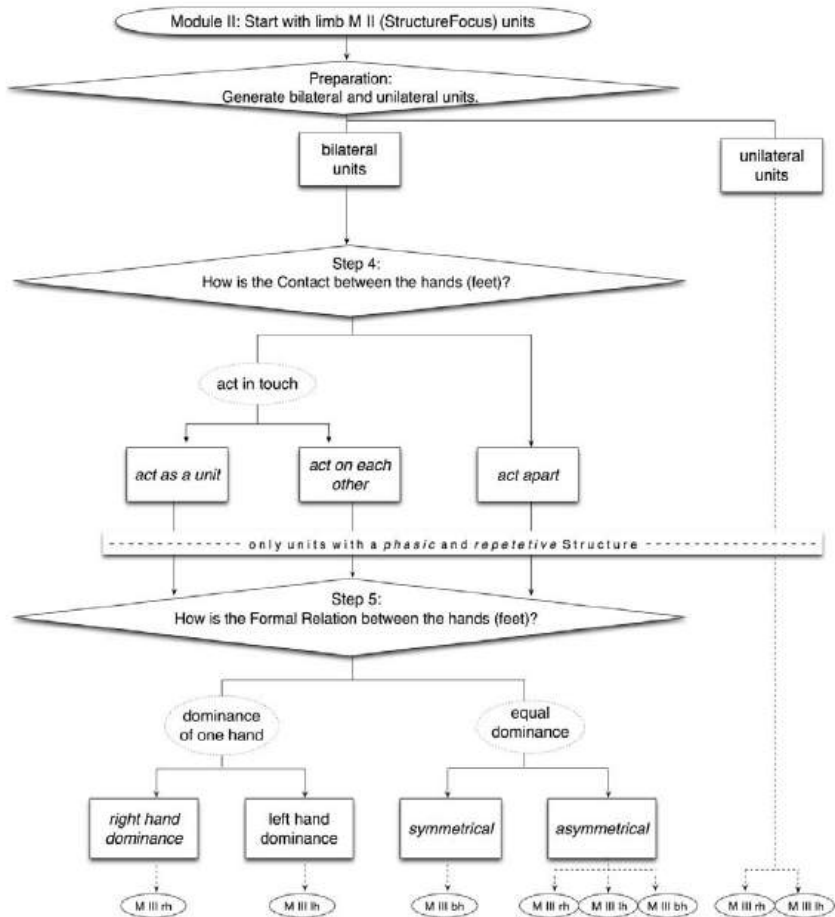 Module II: Start with limb M II (StructureFocus) units
Preparation:
Generate bilateral and unilateral units.
bilateral
units
unilateral
units
Step 4:
How is the Contact between the hands (feet)?
act in touch
act as a unit
act on each
other
act apart
only units with a phasic and repetetive Structure
Step 5:
How is the Formal Relation between the hands (feet)?
dominance
of one hand
equal
dominance
right hand
dominance
left hand
dominance
symmetrical
asymmetrical
M III rh
M III lh
M III bh
M III rh
M III lh
M III bh
M III rh
M III lh